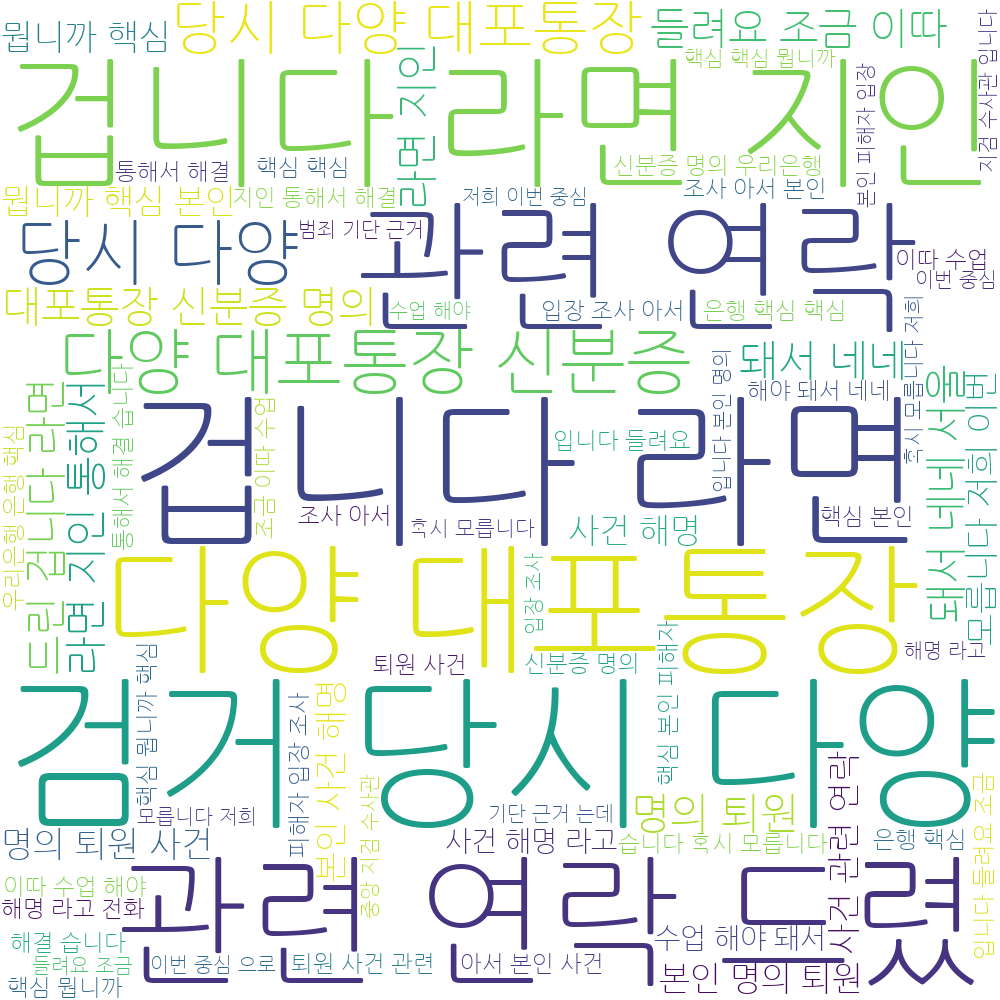 뭡니까 핵심
당시 다양 대포통장
들려요 조금 이따
지검 수사관 입니다
핵심 핵심 뭡니까
겁니다 라면 지인
라면 지인
본인 피해자 입장
통해서 해결
핵심 핵심
신분증 명의 우리은행
조사 아서 본인
뭡니까 핵심 본인
지인 통해서 해결
저희 이번 중심
당시 다양
범죄 기단 근거
관련 연락
이따 수업
이번 중심
대포통장 신분증 명의
수업 해야
입장 조사 아서
은행 핵심 핵심
혹시 모릅니다 저희
다양 대포통장 신분증
돼서 네네
해야 돼서 네네
입니다 본인 명의
우리은행 은행 핵심
드린 겁니다 라면
라면 지인 통해서
통해서 해결 습니다
겁니다 라면
조금 이따 수업
입니다 들려요
돼서 네네 서울
모릅니다 저희 이번
조사 아서
혹시 모릅니다
사건 해명
핵심 본인
다양 대포통장
입장 조사
퇴원 사건
신분증 명의
해명 라고
핵심 본인 피해자
핵심 뭡니까 핵심
피해자 입장 조사
본인 사건 해명
검거 당시 다양
중앙 지검 수사관
모릅니다 저희
기단 근거 는데
명의 퇴원
사건 관련 연락
입니다 들려요 조금
명의 퇴원 사건
사건 해명 라고
습니다 혹시 모릅니다
은행 핵심
관련 연락 드렸
이따 수업 해야
해명 라고 전화
해결 습니다
들려요 조금
핵심 뭡니까
이번 중심 으로
퇴원 사건 관련
아서 본인 사건
수업 해야 돼서
본인 명의 퇴원